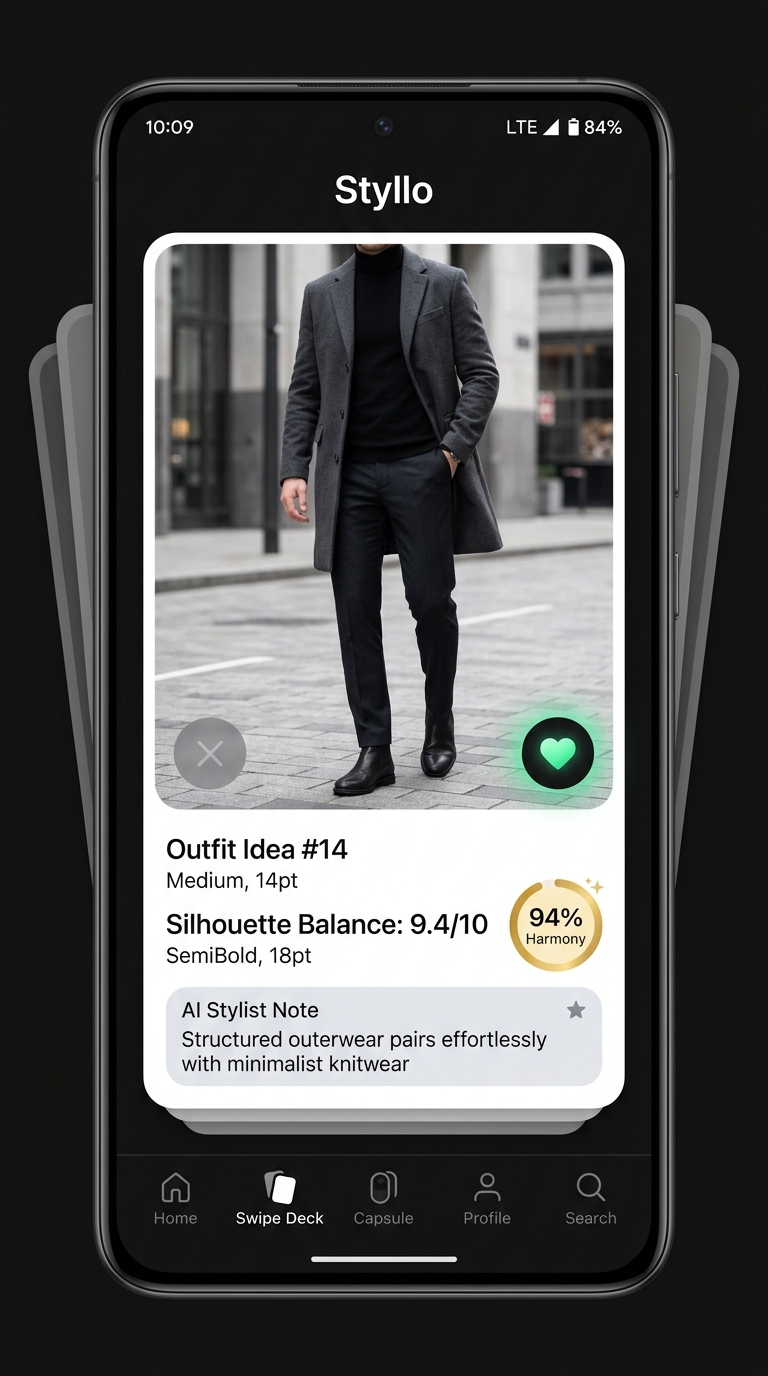 10:09
LTE 84%
Styllo
Outfit Idea #14
Medium, 14pt
Silhouette Balance: 9.4/10
SemiBold, 18pt
94%
Harmony
AI Stylist Note
Structured outerwear pairs effortlessly
with minimalist knitwear
Home
Swipe Deck
Capsule
Profile
Search